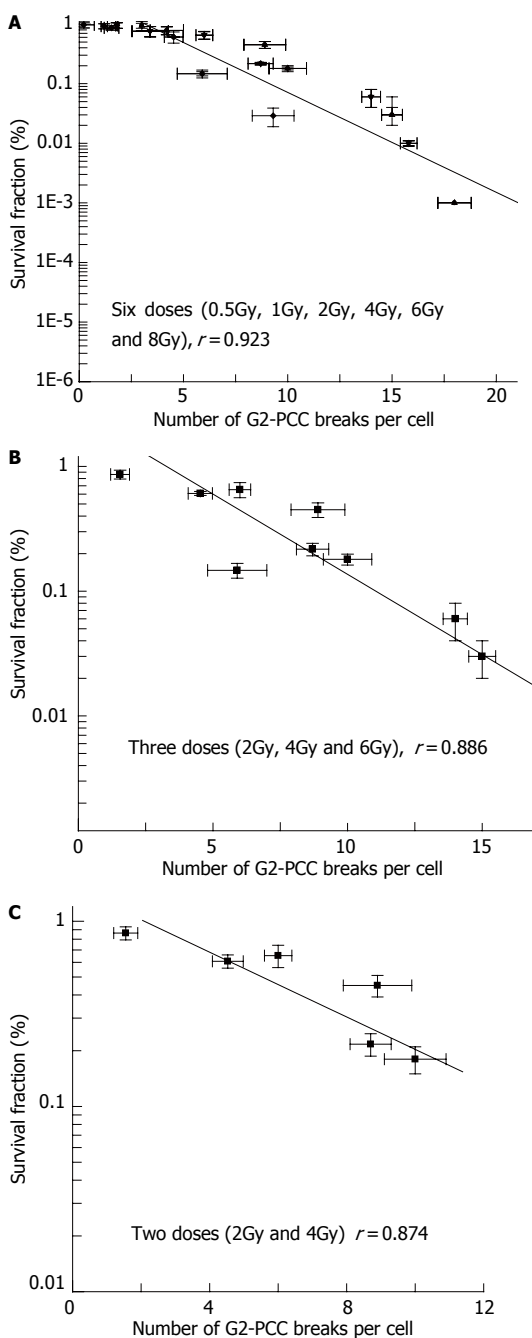 A
Survival fraction (%)
1
0.1
0.01
1E-3
1E-4
1E-5
1E-6
Six doses (0.5Gy, 1Gy, 2Gy, 4Gy, 6Gy
and 8Gy), r = 0.923
0 5 10 15 20
Number of G2-PCC breaks per cell
B
Survival fraction (%)
1
0.1
0.01
Three doses (2Gy, 4Gy and 6Gy), r = 0.886
0 5 10 15
Number of G2-PCC breaks per cell
C
Survival fraction (%)
1
0.1
0.01
Two doses (2Gy and 4Gy) r = 0.874
0 4 8 12
Number of G2-PCC breaks per cell